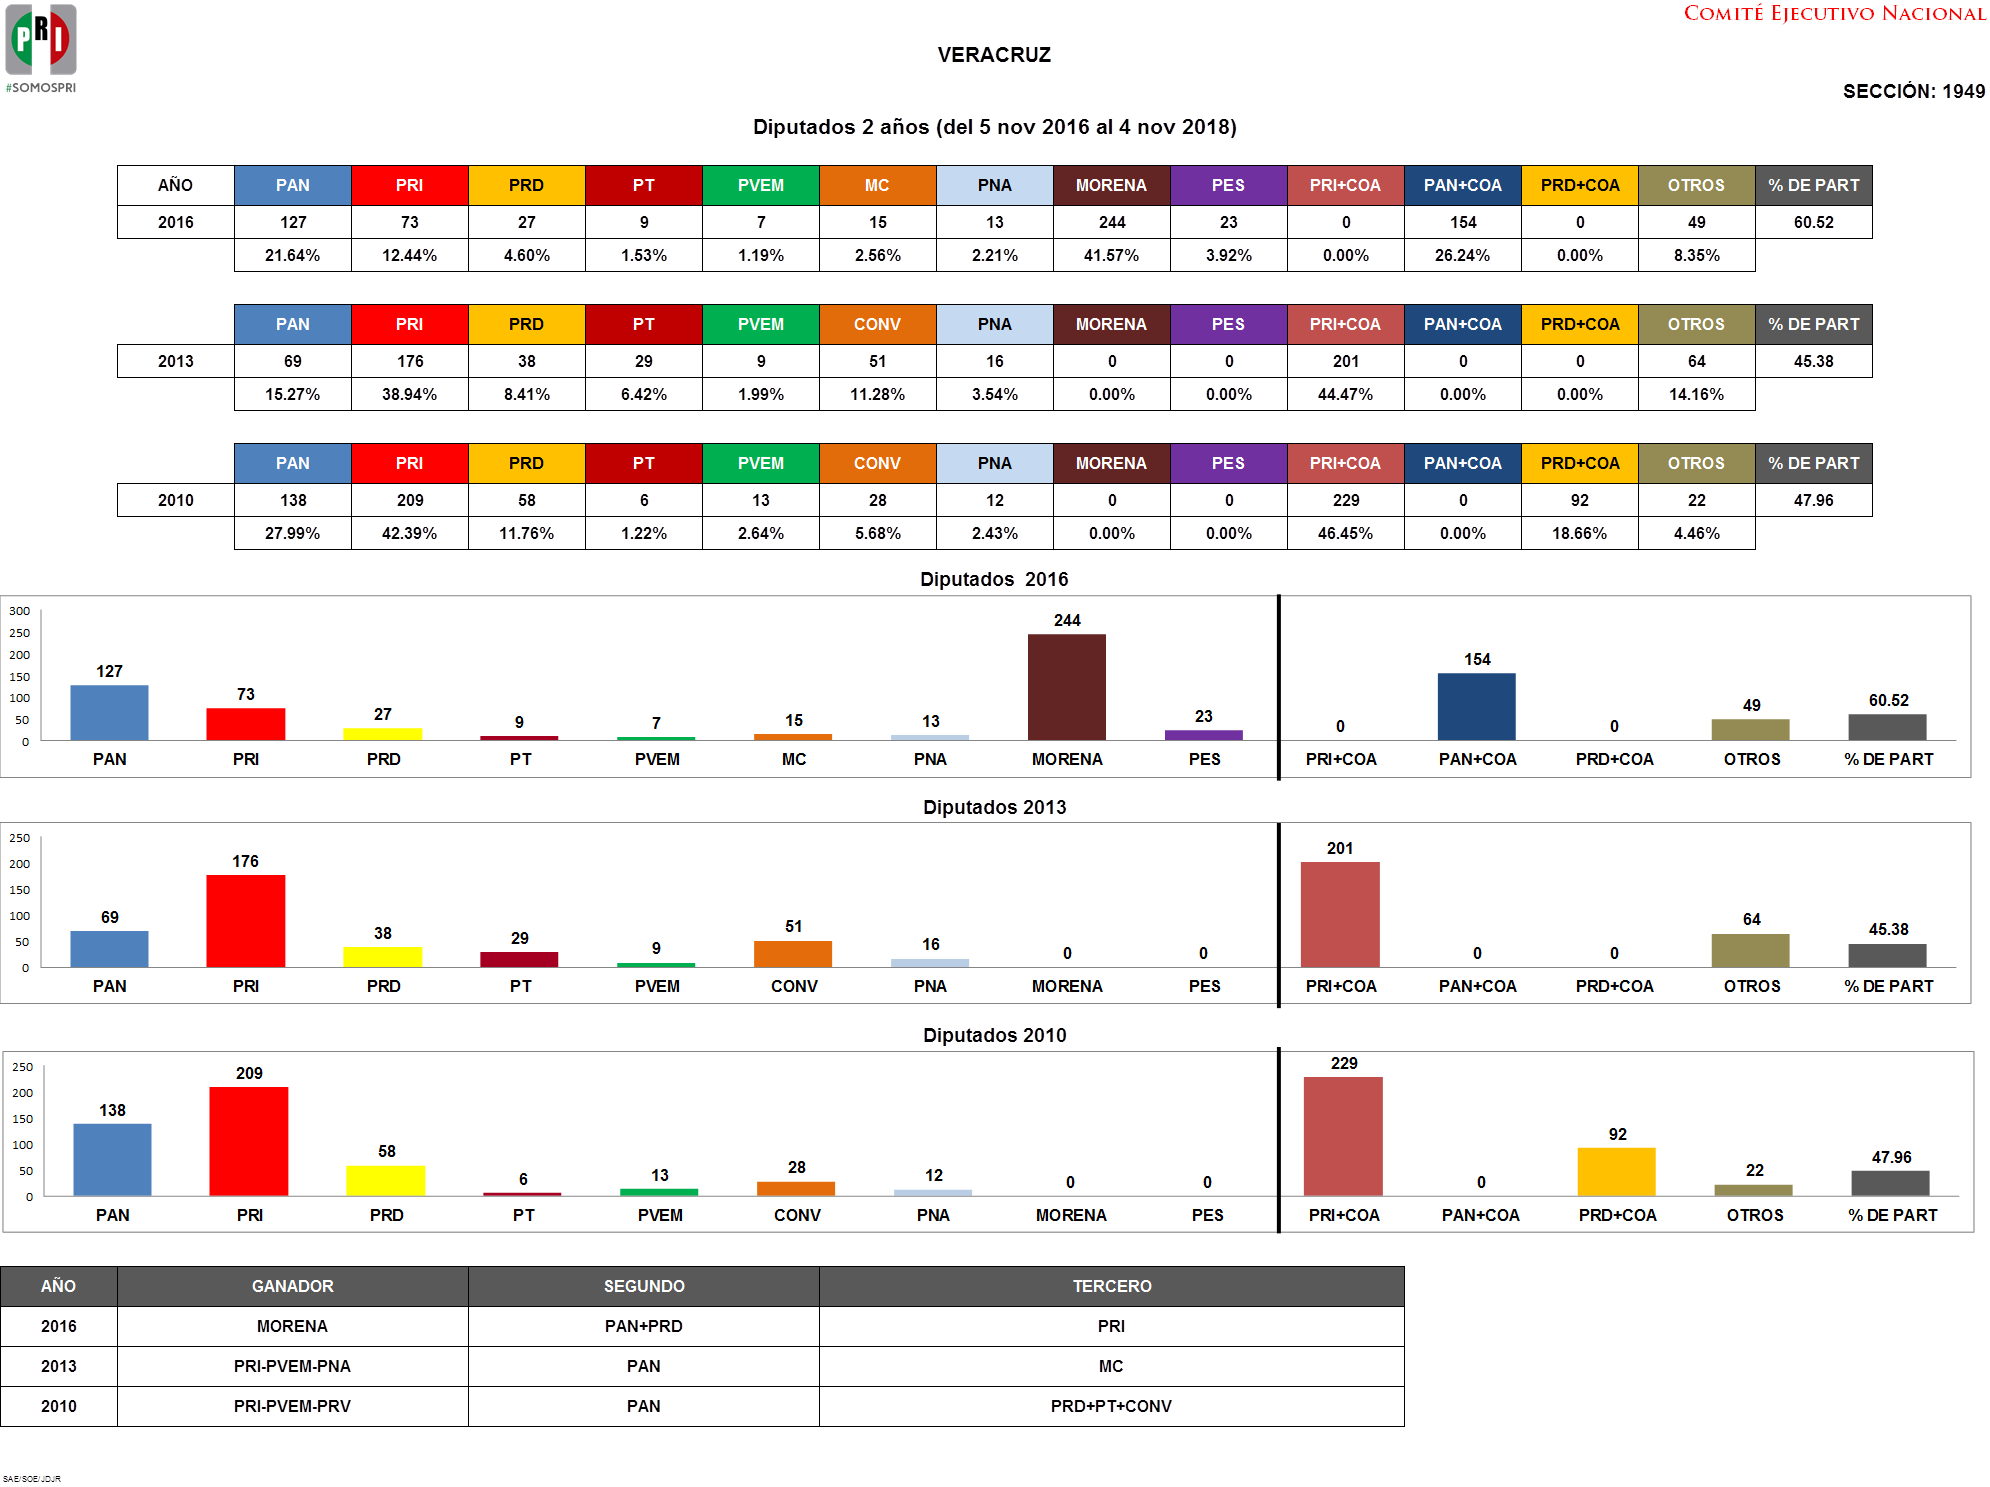 PRI
#SOMOSPRI
COMITÉ EJECUTIVO NACIONAL
VERACRUZ
SECCIÓN: 1949
Diputados 2 años (del 5 nov 2016 al 4 nov 2018)
AÑO PAN PRI PRD PT PVEM MC PNA MORENA PES PRI+COA PAN+COA PRD+COA OTROS % DE PART
2016 127 73 27 9 7 15 13 244 23 0 154 0 49 60.52
21.64% 12.44% 4.60% 1.53% 1.19% 2.56% 2.21% 41.57% 3.92% 0.00% 26.24% 0.00% 8.35%
PAN PRI PRD PT PVEM CONV PNA MORENA PES PRI+COA PAN+COA PRD+COA OTROS % DE PART
2013 69 176 38 29 9 51 16 0 0 201 0 0 64 45.38
15.27% 38.94% 8.41% 6.42% 1.99% 11.28% 3.54% 0.00% 0.00% 44.47% 0.00% 0.00% 14.16%
PAN PRI PRD PT PVEM CONV PNA MORENA PES PRI+COA PAN+COA PRD+COA OTROS % DE PART
2010 138 209 58 6 13 28 12 0 0 229 0 92 22 47.96
27.99% 42.39% 11.76% 1.22% 2.64% 5.68% 2.43% 0.00% 0.00% 46.45% 0.00% 18.66% 4.46%
Diputados 2016
300
250
200
150
100
50
0
127 73 27 9 7 15 13 244 23 0 154 0 49 60.52
PAN PRI PRD PT PVEM MC PNA MORENA PES PRI+COA PAN+COA PRD+COA OTROS % DE PART
Diputados 2013
250
200
150
100
50
0
69 176 38 29 9 51 16 0 0 201 0 0 64 45.38
PAN PRI PRD PT PVEM CONV PNA MORENA PES PRI+COA PAN+COA PRD+COA OTROS % DE PART
Diputados 2010
250
200
150
100
50
0
138 209 58 6 13 28 12 0 0 229 0 92 22 47.96
PAN PRI PRD PT PVEM CONV PNA MORENA PES PRI+COA PAN+COA PRD+COA OTROS % DE PART
AÑO GANADOR SEGUNDO TERCERO
2016 MORENA PAN+PRD PRI
2013 PRI-PVEM-PNA PAN MC
2010 PRI-PVEM-PRV PAN PRD+PT+CONV
SAE/SOE/JDJR